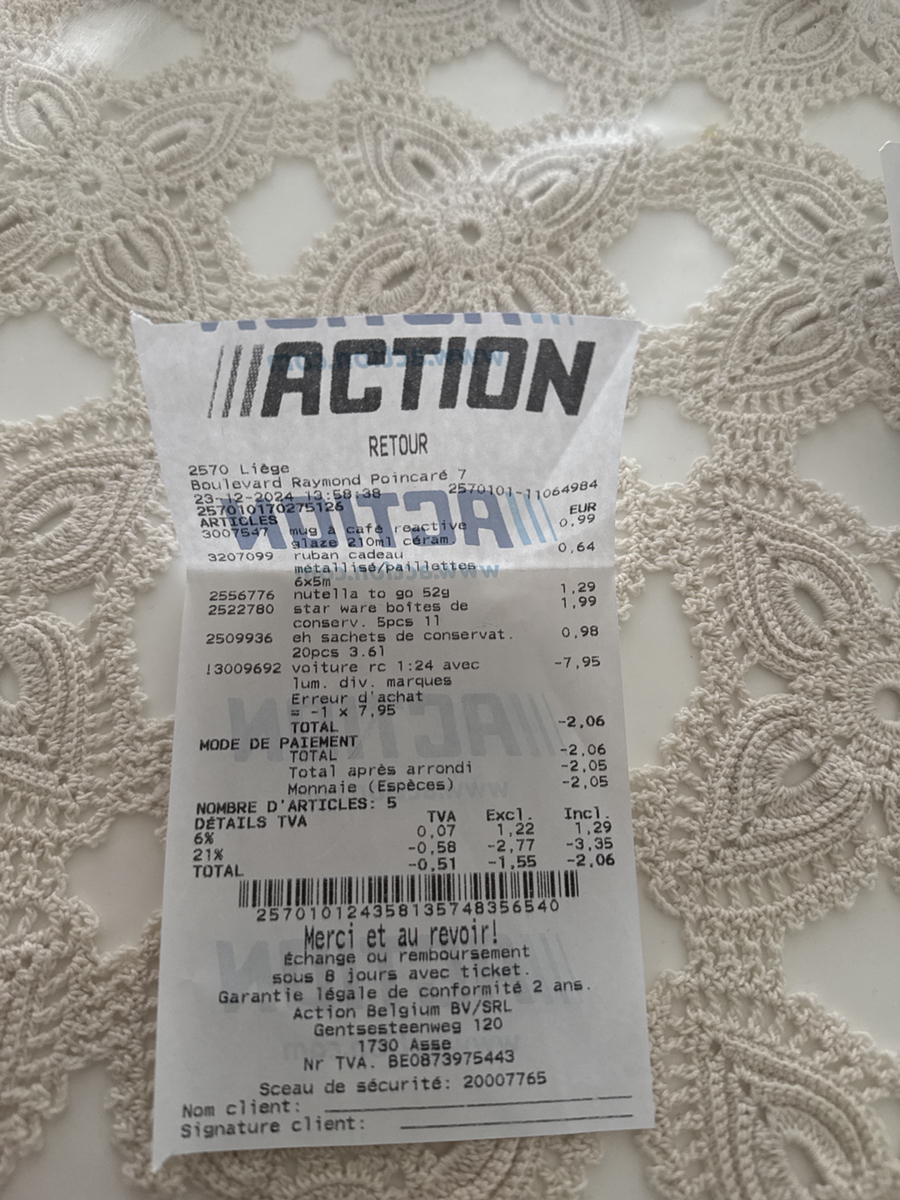 ///ACTION
RETOUR
2570 Liège
Boulevard Raymond Poincaré 7
23-12-2024 13:58:38 2570101-11064984
257010170275126
ARTICLES EUR
3007547 mug à café reactive 0,99
glaze 210ml céram.
3207099 ruban cadeau 0,64
métallisé/paillettes
6x5m
2556776 nutella to go 52g 1,29
2522780 star ware boîtes de 1,99
conserv. 5pcs 1l
2509936 eh sachets de conservat. 0,98
20pcs 3.6l
!3009692 voiture rc 1:24 avec -7,95
lum. div. marques
Erreur d'achat
= -1 x 7,95
TOTAL -2,06
MODE DE PAIEMENT
TOTAL -2,06
Total après arrondi -2,05
Monnaie (Espèces) -2,05
NOMBRE D'ARTICLES: 5
DÉTAILS TVA TVA Excl. Incl.
6% 0,07 1,22 1,29
21% -0,58 -2,77 -3,35
TOTAL -0,51 -1,55 -2,06
257010124358135748356540
Merci et au revoir!
Échange ou remboursement
sous 8 jours avec ticket.
Garantie légale de conformité 2 ans.
Action Belgium BV/SRL
Gentsesteenweg 120
1730 Asse
Nr TVA. BE0873975443
Sceau de sécurité: 20007765
Nom client:
Signature client: